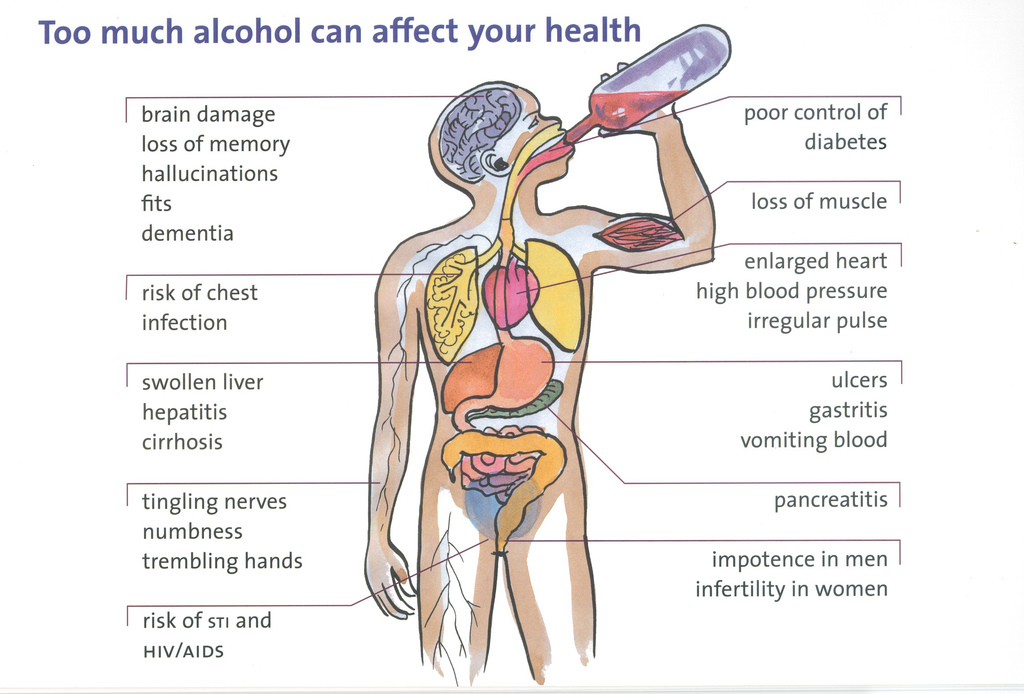 Too much alcohol can affect your health
brain damage
loss of memory
hallucinations
fits
dementia
risk of chest
infection
swollen liver
hepatitis
cirrhosis
tingling nerves
numbness
trembling hands
risk of STI and
HIV/AIDS
poor control of
diabetes
loss of muscle
enlarged heart
high blood pressure
irregular pulse
ulcers
gastritis
vomiting blood
pancreatitis
impotence in men
infertility in women